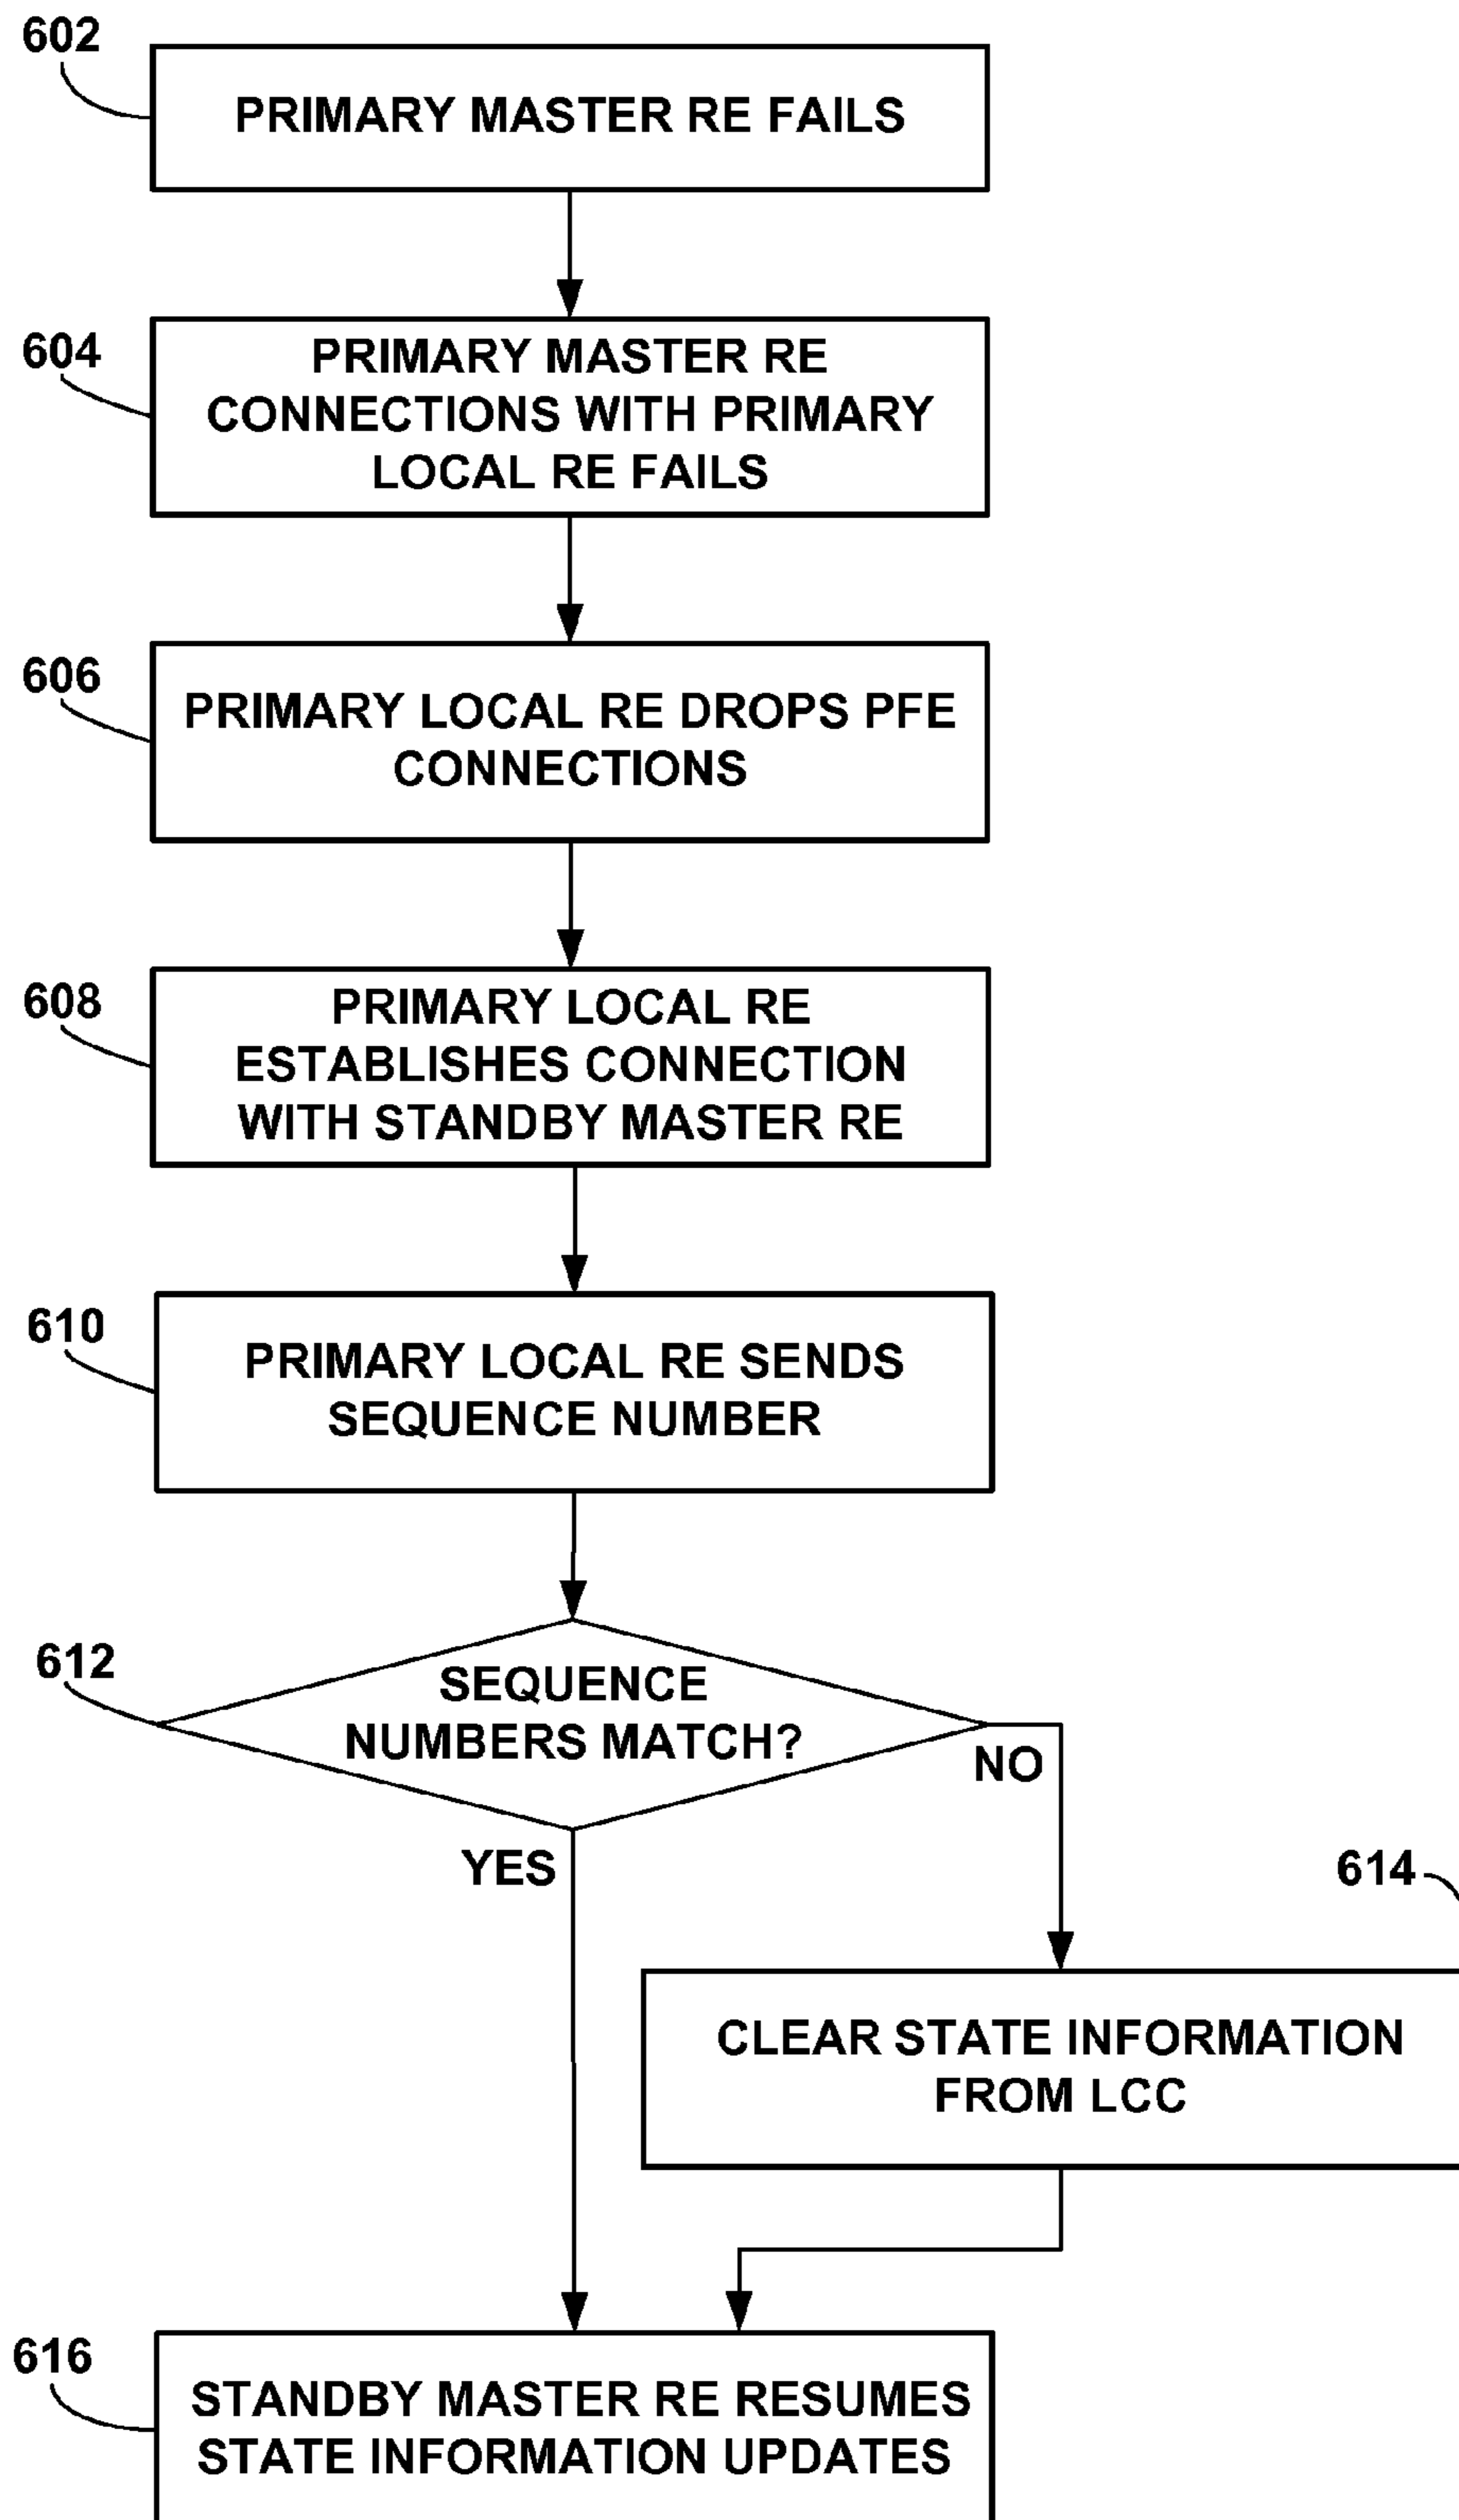 602
PRIMARY MASTER RE FAILS
604
PRIMARY MASTER RE
CONNECTIONS WITH PRIMARY
LOCAL RE FAILS
606
PRIMARY LOCAL RE DROPS PFE
CONNECTIONS
608
PRIMARY LOCAL RE
ESTABLISHES CONNECTION
WITH STANDBY MASTER RE
610
PRIMARY LOCAL RE SENDS
SEQUENCE NUMBER
612
SEQUENCE
NUMBERS MATCH?
NO
YES
614
CLEAR STATE INFORMATION
FROM LCC
616
STANDBY MASTER RE RESUMES
STATE INFORMATION UPDATES